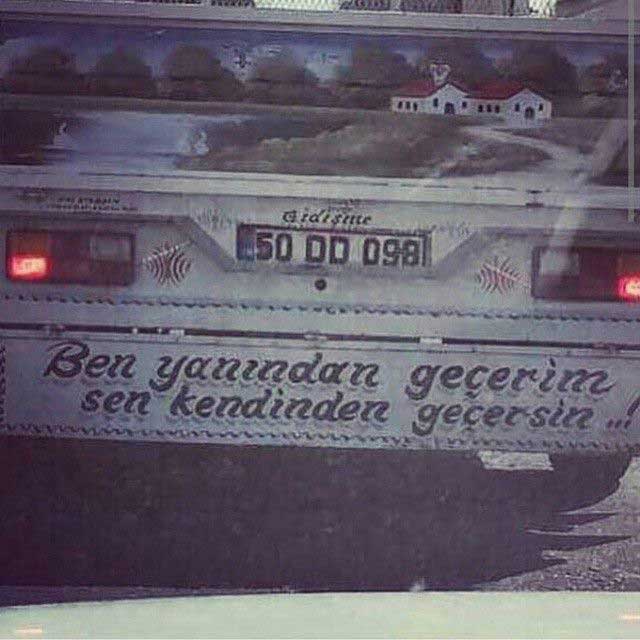 Gidişine
50 DD 098
Ben yanından geçerim
sen kendinden geçersin...!